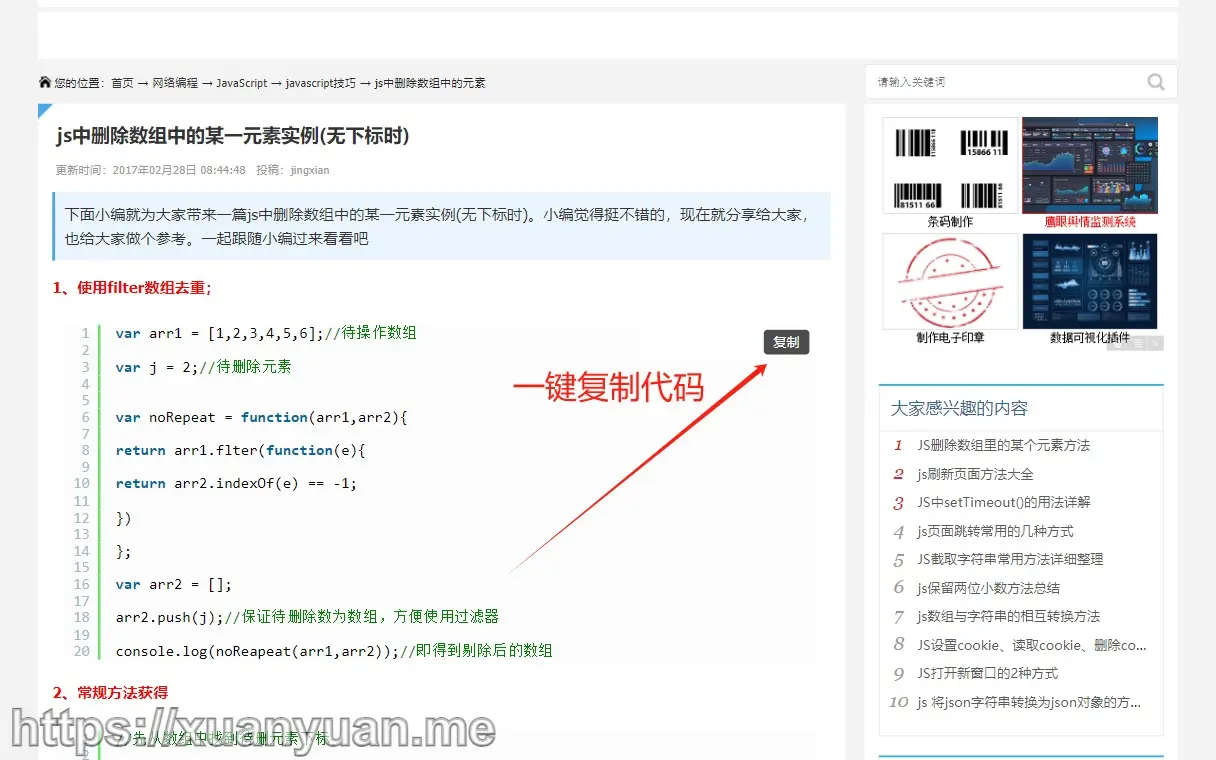 您的位置：首页 → 网络编程 → JavaScript → javascript技巧 → js中删除数组中的元素
请输入关键词
js中删除数组中的某一元素实例(无下标时)
更新时间：2017年02月28日 08:44:48 投稿：jingxian
下面小编就为大家带来一篇js中删除数组中的某一元素实例(无下标时)。小编觉得挺不错的，现在就分享给大家，
也给大家做个参考。一起跟随小编过来看看吧
1、使用filter数组去重；
复制
一键复制代码
1 var arr1 = [1,2,3,4,5,6];//待操作数组
2
3 var j = 2;//待删除元素
4
5
6 var noRepeat = function(arr1,arr2){
7
8 return arr1.flter(function(e){
9
10 return arr2.indexOf(e) == -1;
11
12 })
13
14 };
15
16 var arr2 = [];
17
18 arr2.push(j);//保证待删除数为数组，方便使用过滤器
19
20 console.log(noReapeat(arr1,arr2));//即得到剔除后的数组
2、常规方法获得
https://xuanyuan.me
2
15866 11
81511 66
条码制作
鹰眼舆情监测系统
制作电子印章
数据可视化插件
大家感兴趣的内容
1 JS删除数组里的某个元素方法
2 js刷新页面方法大全
3 JS中setTimeout()的用法详解
4 js页面跳转常用的几种方式
5 JS截取字符串常用方法详细整理
6 js保留两位小数方法总结
7 js数组与字符串的相互转换方法
8 JS设置cookie、读取cookie、删除co...
9 JS打开新窗口的2种方式
10 js 将json字符串转换为json对象的方...